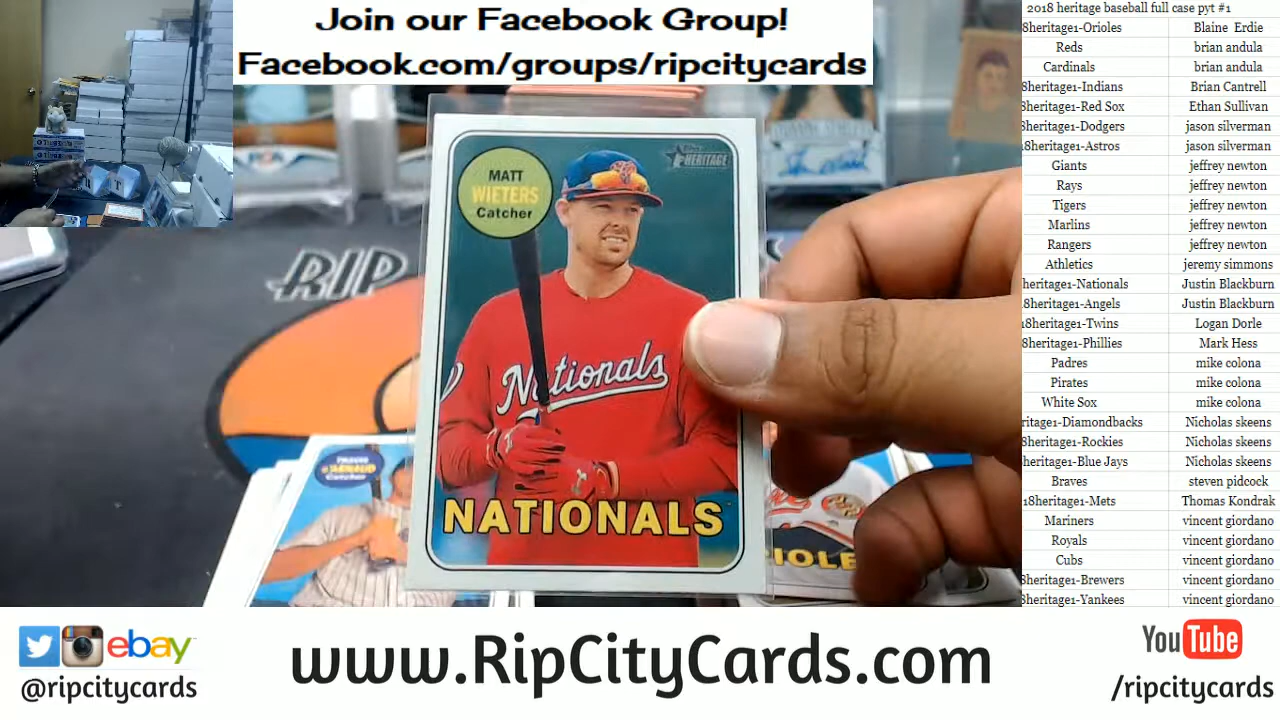 Join our Facebook Group!
Facebook.com/groups/ripcitycards
MATT
WIETERS
Catcher
HERITAGE
Nationals
NATIONALS
RIP
D'ARNAUD
Catcher
IOLE
2018 heritage baseball full case pyt #1
8heritage1-Orioles Blaine Erdie
Reds brian andula
Cardinals brian andula
8heritage1-Indians Brian Cantrell
heritage1-Red Sox Ethan Sullivan
8heritage1-Dodgers jason silverman
18heritage1-Astros jason silverman
Giants jeffrey newton
Rays jeffrey newton
Tigers jeffrey newton
Marlins jeffrey newton
Rangers jeffrey newton
Athletics jeremy simmons
heritage1-Nationals Justin Blackburn
8heritage1-Angels Justin Blackburn
18heritage1-Twins Logan Dorle
8heritage1-Phillies Mark Hess
Padres mike colona
Pirates mike colona
White Sox mike colona
ritage1-Diamondbacks Nicholas skeens
8heritage1-Rockies Nicholas skeens
heritage1-Blue Jays Nicholas skeens
Braves steven pidcock
18heritage1-Mets Thomas Kondrak
Mariners vincent giordano
Royals vincent giordano
Cubs vincent giordano
8heritage1-Brewers vincent giordano
8heritage1-Yankees vincent giordano
ebay
@ripcitycards
www.RipCityCards.com
YouTube
/ripcitycards